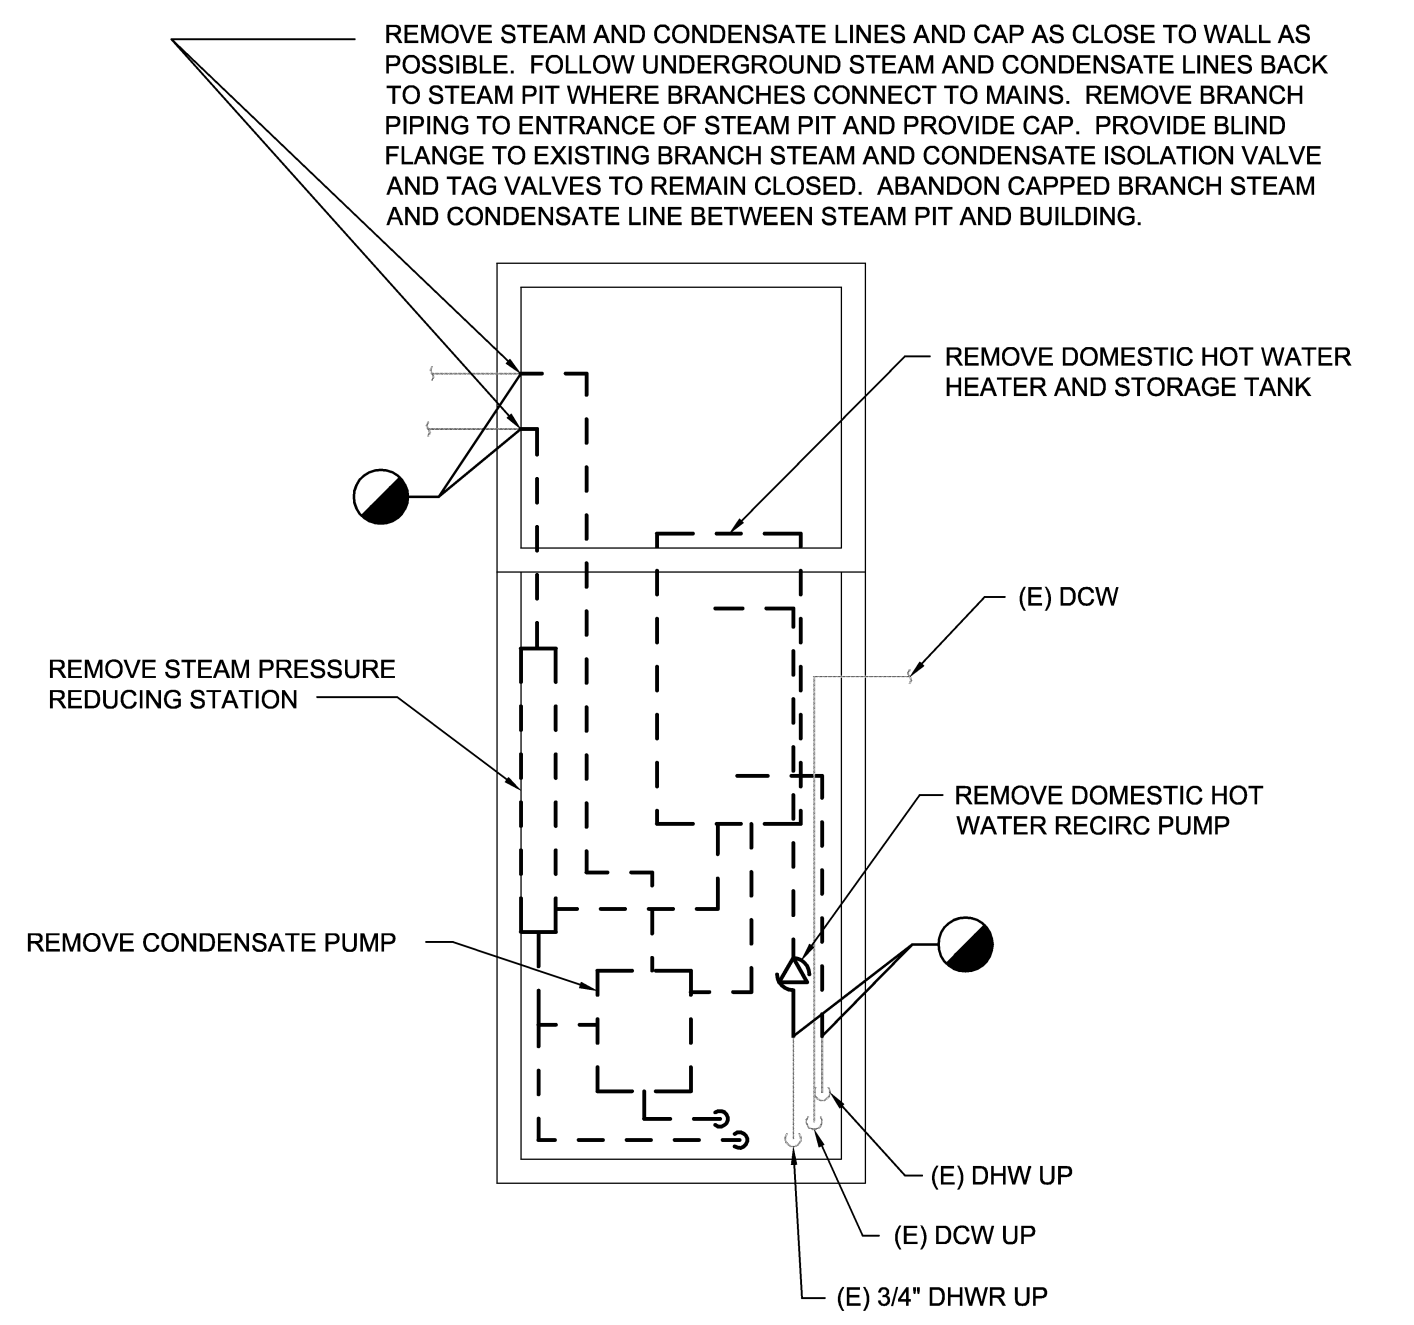 REMOVE STEAM AND CONDENSATE LINES AND CAP AS CLOSE TO WALL AS
POSSIBLE. FOLLOW UNDERGROUND STEAM AND CONDENSATE LINES BACK
TO STEAM PIT WHERE BRANCHES CONNECT TO MAINS. REMOVE BRANCH
PIPING TO ENTRANCE OF STEAM PIT AND PROVIDE CAP. PROVIDE BLIND
FLANGE TO EXISTING BRANCH STEAM AND CONDENSATE ISOLATION VALVE
AND TAG VALVES TO REMAIN CLOSED. ABANDON CAPPED BRANCH STEAM
AND CONDENSATE LINE BETWEEN STEAM PIT AND BUILDING.
REMOVE DOMESTIC HOT WATER
HEATER AND STORAGE TANK
(E) DCW
REMOVE STEAM PRESSURE
REDUCING STATION
REMOVE DOMESTIC HOT
WATER RECIRC PUMP
REMOVE CONDENSATE PUMP
(E) DHW UP
(E) DCW UP
(E) 3/4" DHWR UP